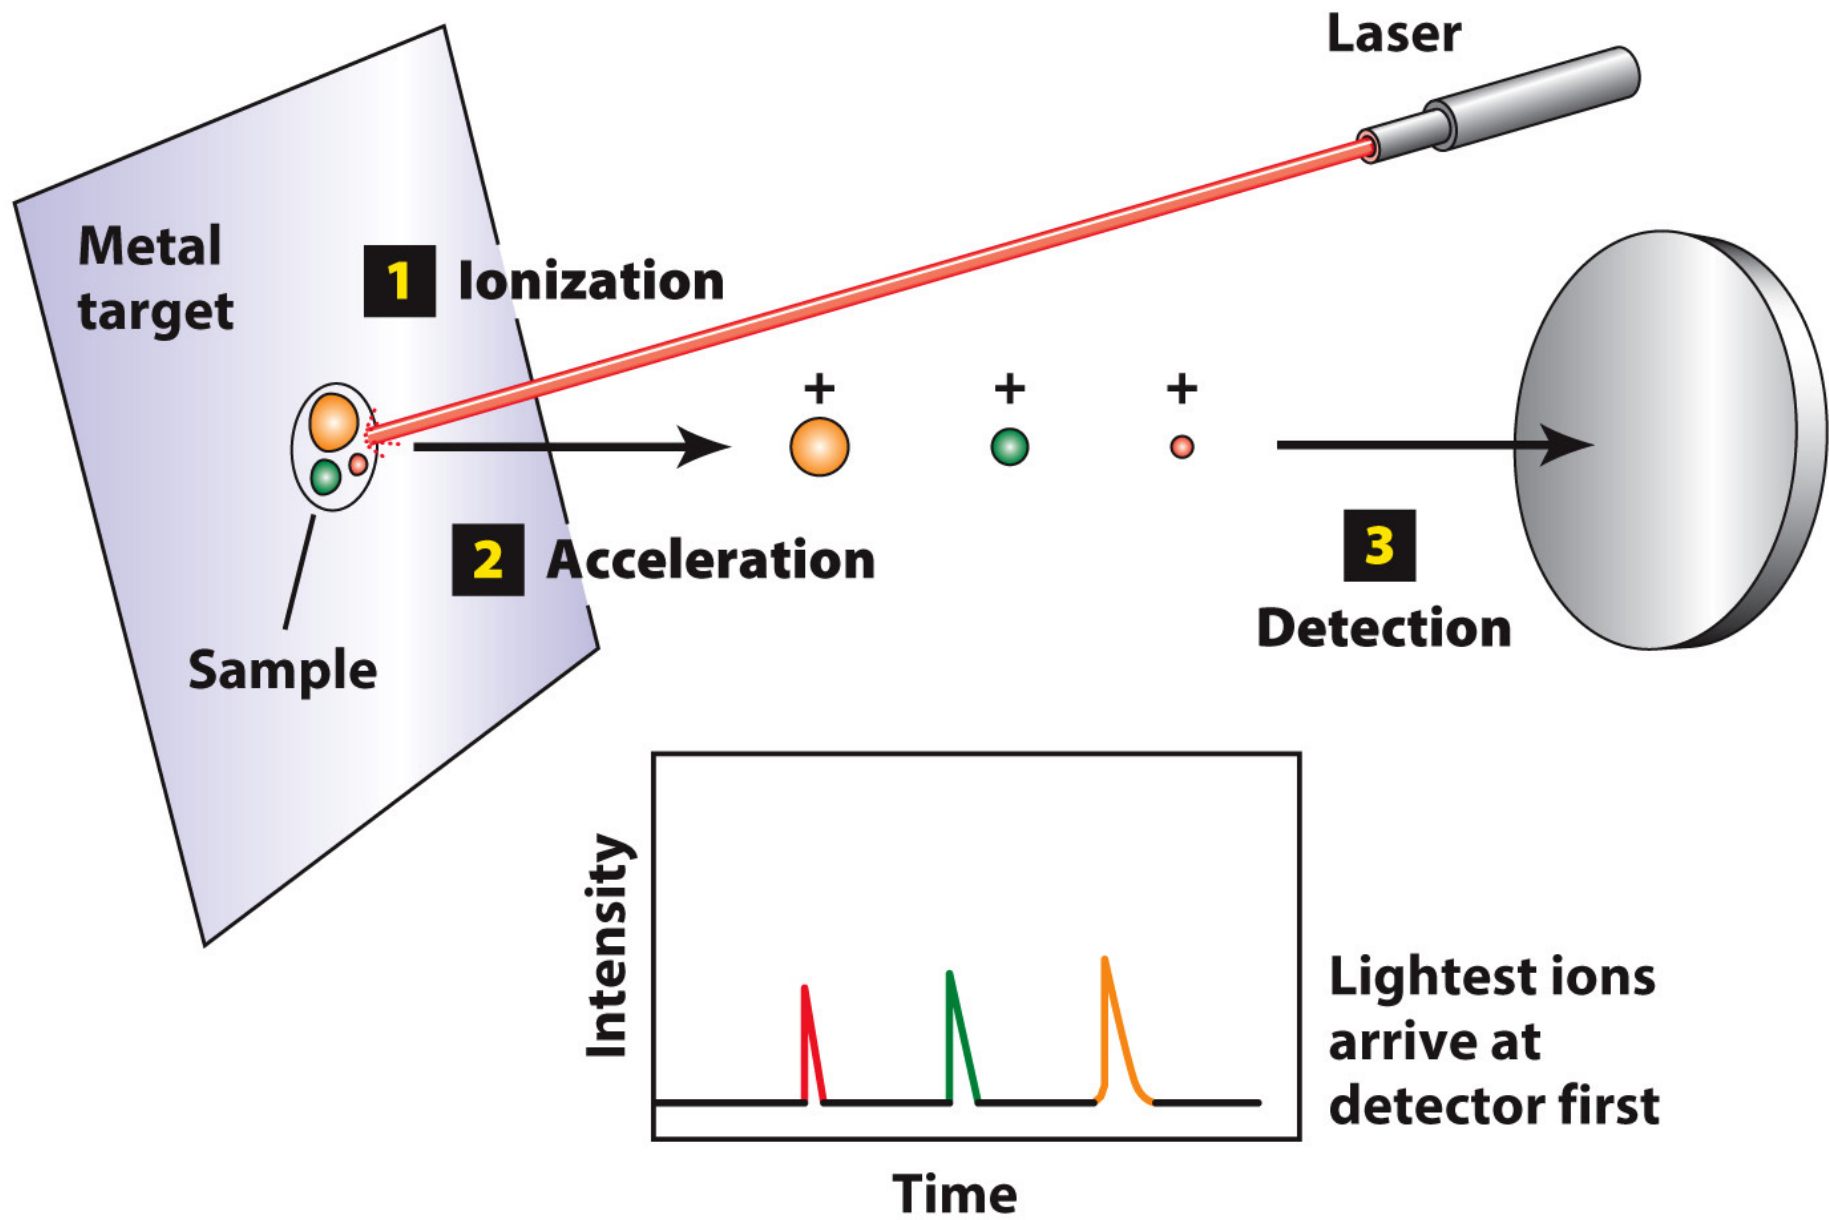 Laser
Metal
target
1 Ionization
+ + +
2 Acceleration
3
Detection
Sample
Intensity
Time
Lightest ions
arrive at
detector first